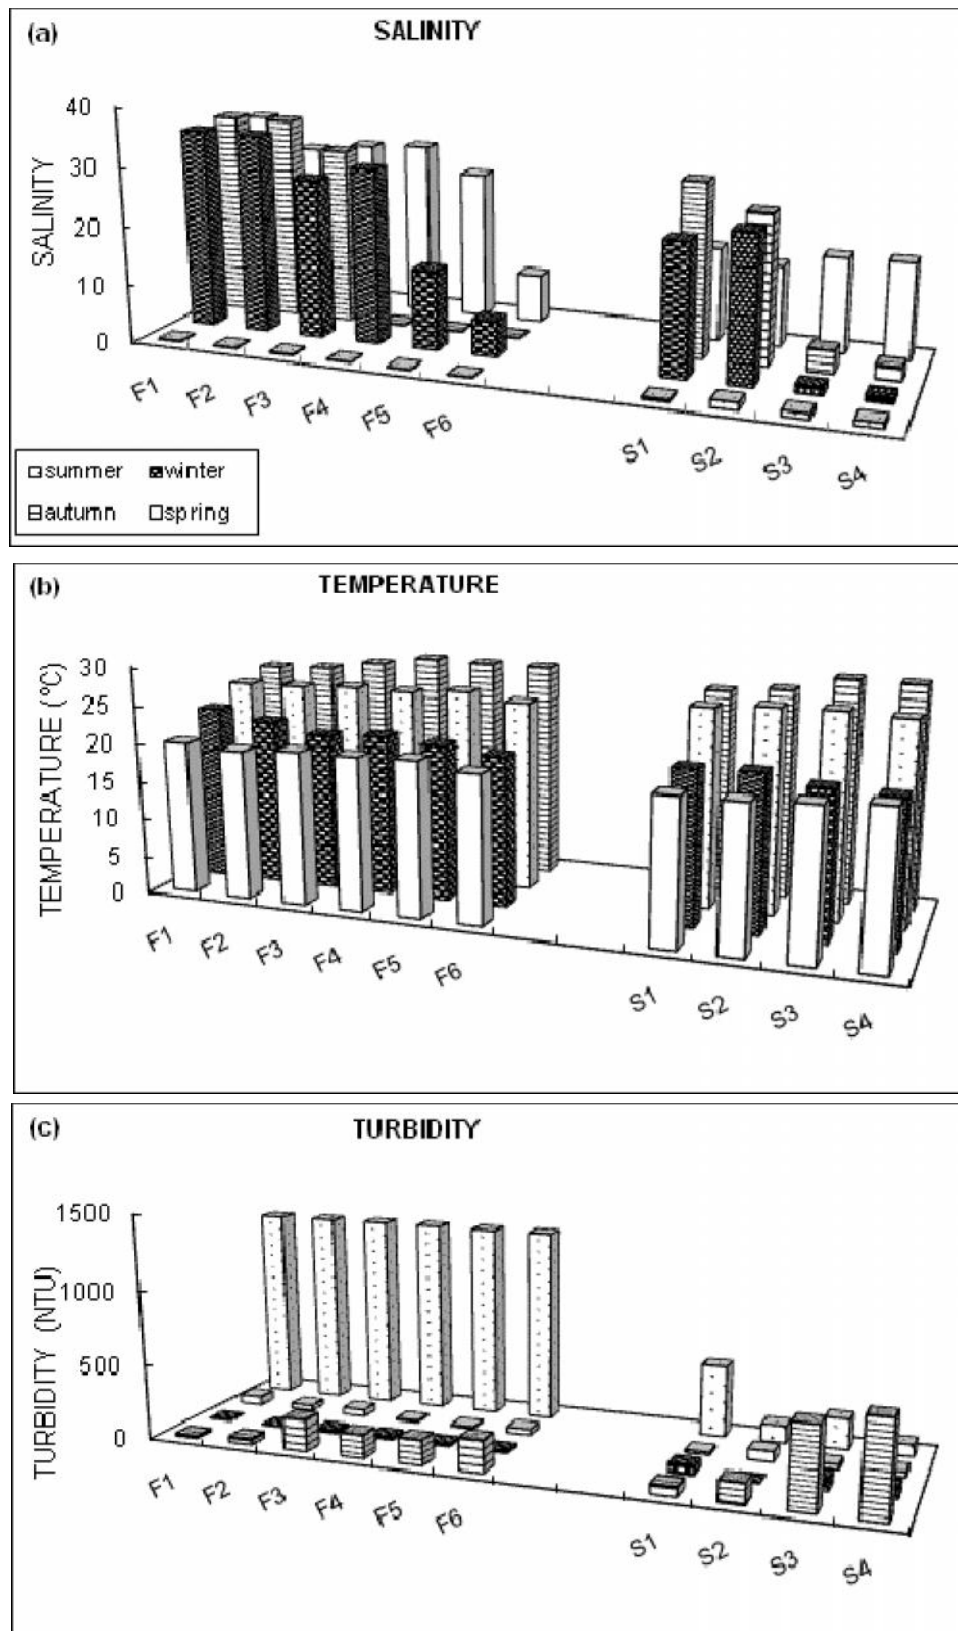 (a) SALINITY
40
30
20
10
0
SALINITY
F1 F2 F3 F4 F5 F6 S1 S2 S3 S4
summer winter
autumn spring
(b) TEMPERATURE
30
25
20
15
10
5
0
TEMPERATURE (ºC)
F1 F2 F3 F4 F5 F6 S1 S2 S3 S4
(c) TURBIDITY
1500
1000
500
0
TURBIDITY (NTU)
F1 F2 F3 F4 F5 F6 S1 S2 S3 S4